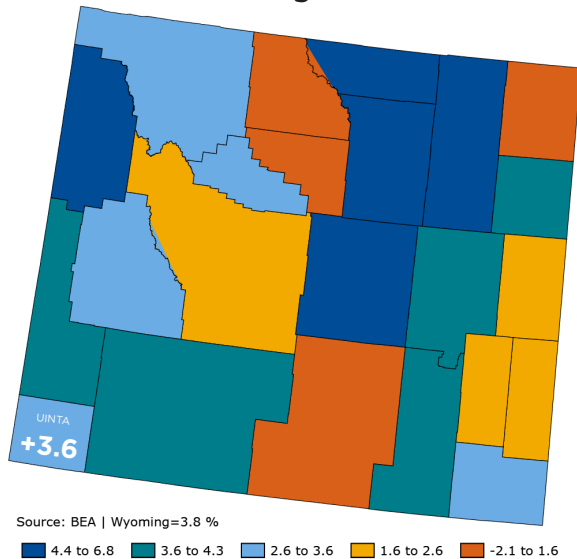 UINTA
+3.6
Source: BEA | Wyoming=3.8 %
4.4 to 6.8 3.6 to 4.3 2.6 to 3.6 1.6 to 2.6 -2.1 to 1.6